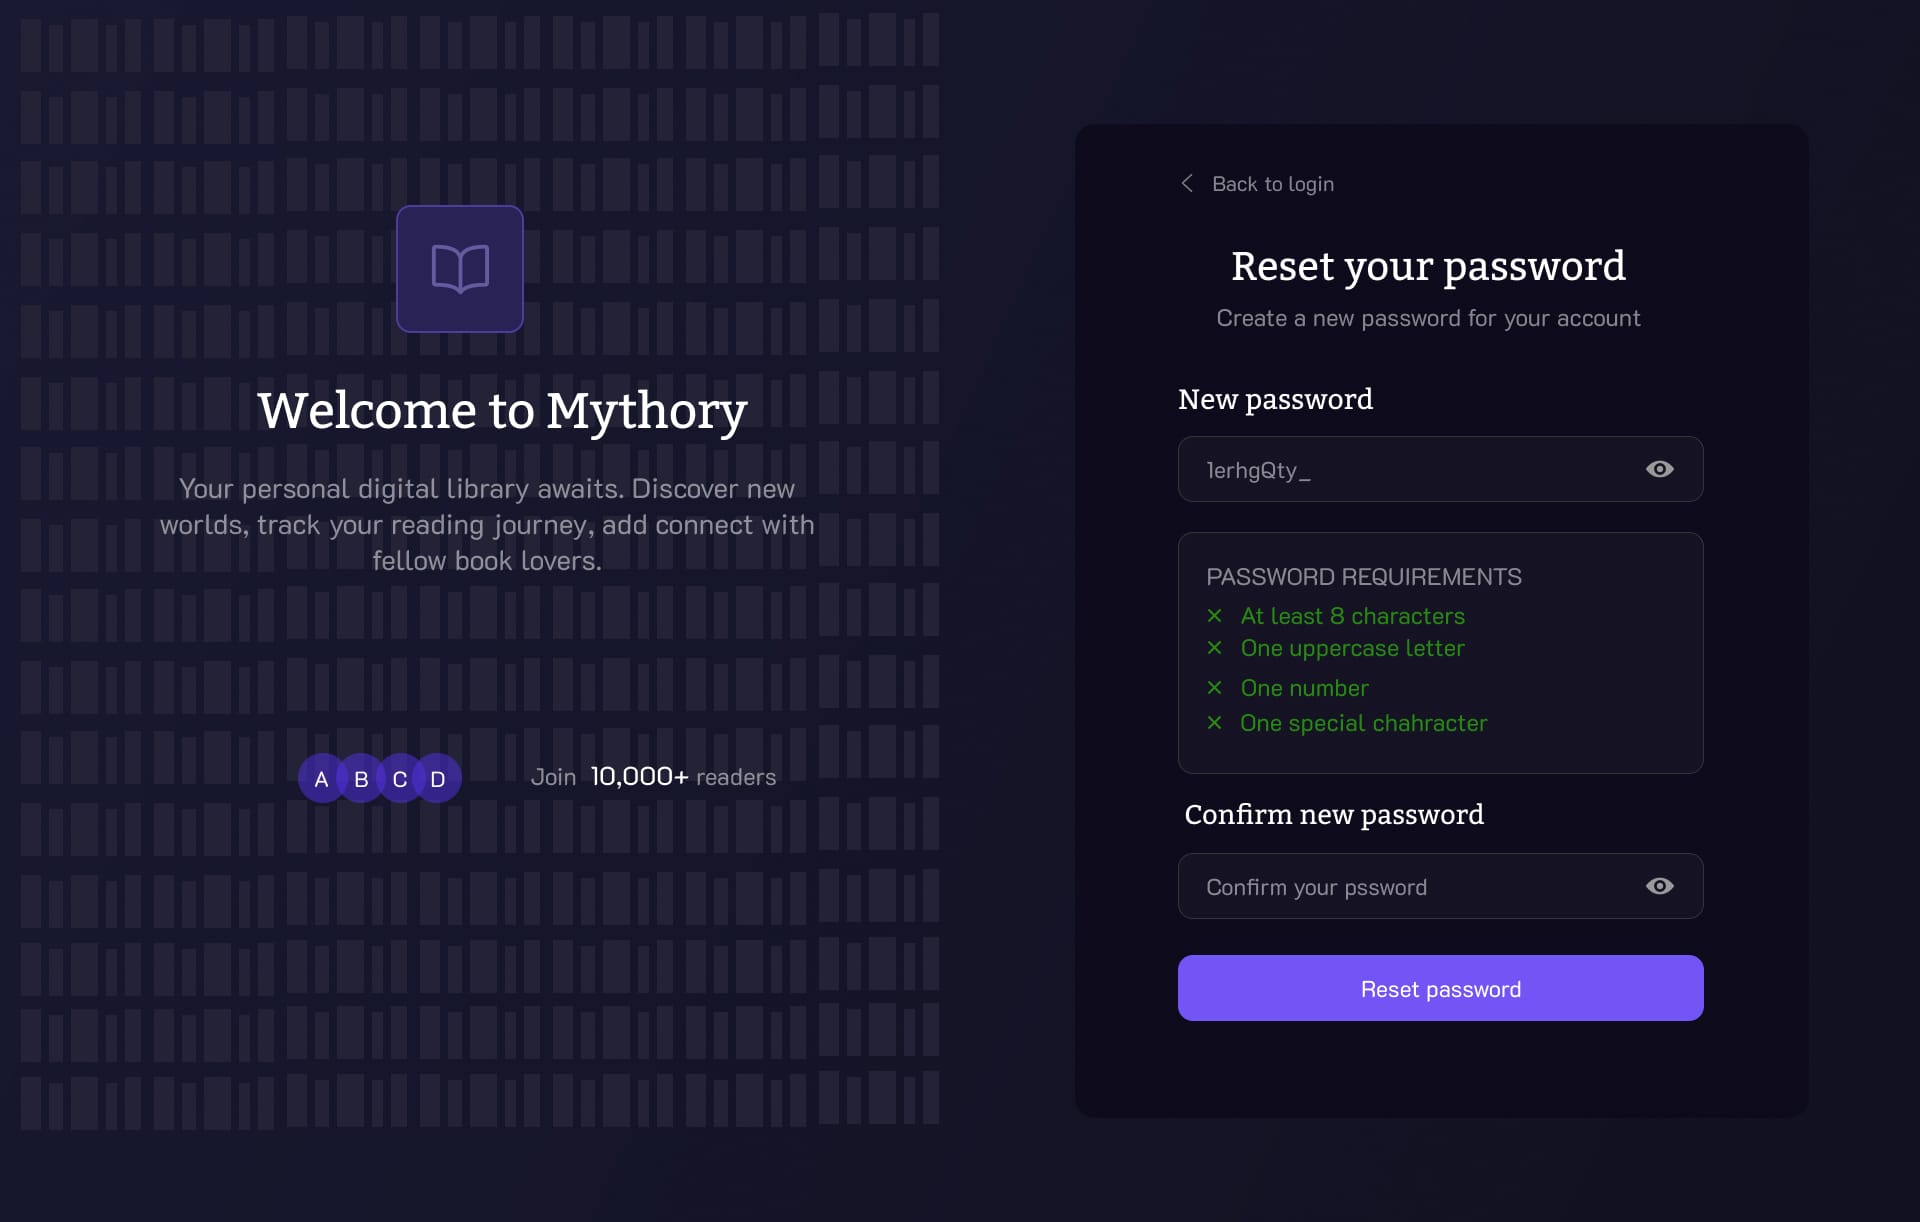 Welcome to Mythory
Your personal digital library awaits. Discover new
worlds, track your reading journey, add connect with
fellow book lovers.
A B C D
Join 10,000+ readers
Back to login
Reset your password
Create a new password for your account
New password
1erhgQty_
PASSWORD REQUIREMENTS
× At least 8 characters
× One uppercase letter
× One number
× One special chahracter
Confirm new password
Confirm your pssword
Reset password